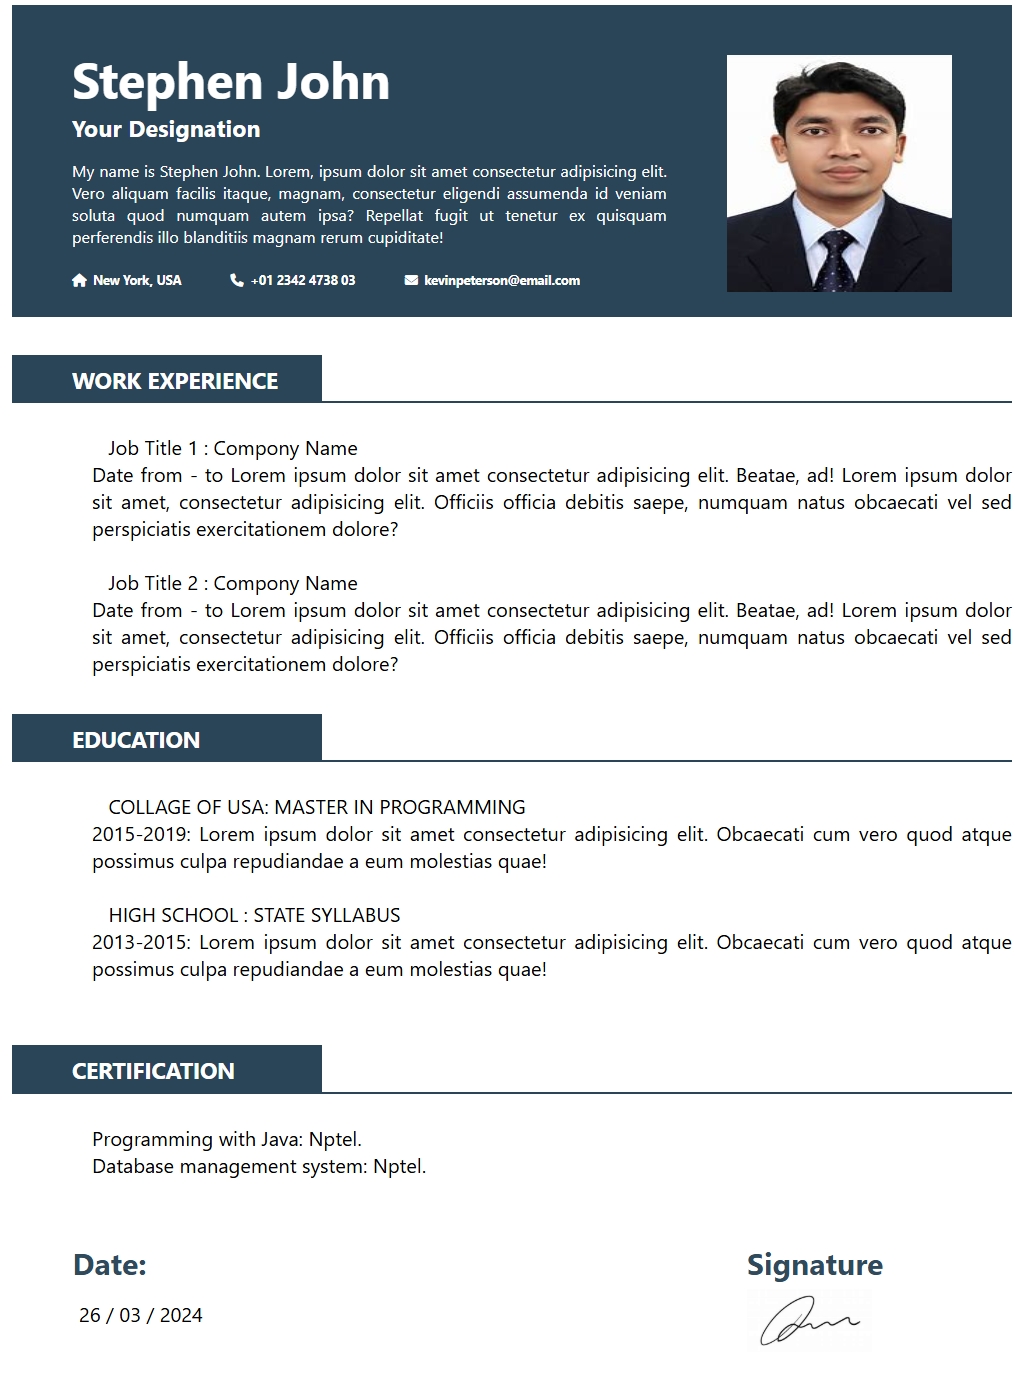 Stephen John
Your Designation
My name is Stephen John. Lorem, ipsum dolor sit amet consectetur adipisicing elit.
Vero aliquam facilis itaque, magnam, consectetur eligendi assumenda id veniam
soluta quod numquam autem ipsa? Repellat fugit ut tenetur ex quisquam
perferendis illo blanditiis magnam rerum cupiditate!
New York, USA +01 2342 4738 03 kevinpeterson@email.com
WORK EXPERIENCE
Job Title 1 : Compony Name
Date from - to Lorem ipsum dolor sit amet consectetur adipisicing elit. Beatae, ad! Lorem ipsum dolor
sit amet, consectetur adipisicing elit. Officiis officia debitis saepe, numquam natus obcaecati vel sed
perspiciatis exercitationem dolore?
Job Title 2 : Compony Name
Date from - to Lorem ipsum dolor sit amet consectetur adipisicing elit. Beatae, ad! Lorem ipsum dolor
sit amet, consectetur adipisicing elit. Officiis officia debitis saepe, numquam natus obcaecati vel sed
perspiciatis exercitationem dolore?
EDUCATION
COLLAGE OF USA: MASTER IN PROGRAMMING
2015-2019: Lorem ipsum dolor sit amet consectetur adipisicing elit. Obcaecati cum vero quod atque
possimus culpa repudiandae a eum molestias quae!
HIGH SCHOOL : STATE SYLLABUS
2013-2015: Lorem ipsum dolor sit amet consectetur adipisicing elit. Obcaecati cum vero quod atque
possimus culpa repudiandae a eum molestias quae!
CERTIFICATION
Programming with Java: Nptel.
Database management system: Nptel.
Date: Signature
26 / 03 / 2024